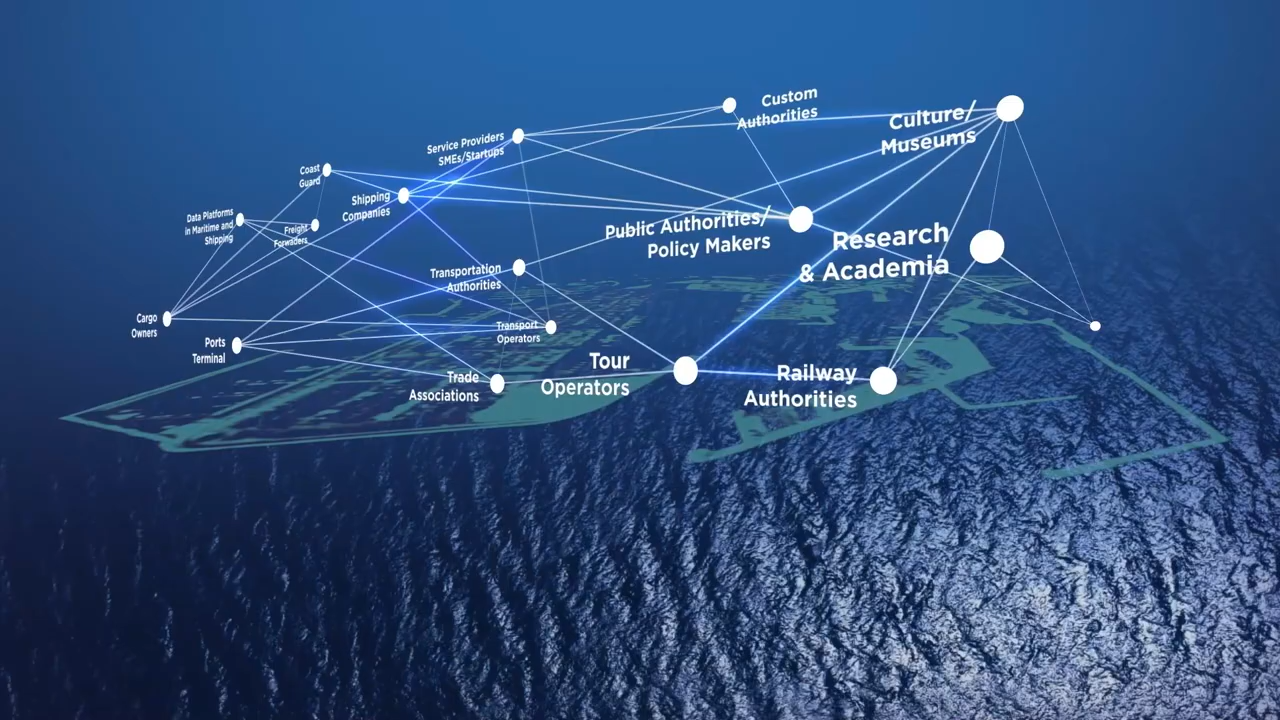 Custom
Authorities
Culture/
Museums
Service Providers
SMEs/Startups
Coast
Guard
Shipping
Companies
Data Platforms
in Maritime and
Shipping
Freight
Forwaders
Public Authorities/
Policy Makers
Research
& Academia
Transportation
Authorities
Cargo
Owners
Ports
Terminal
Transport
Operators
Trade
Associations
Tour
Operators
Railway
Authorities